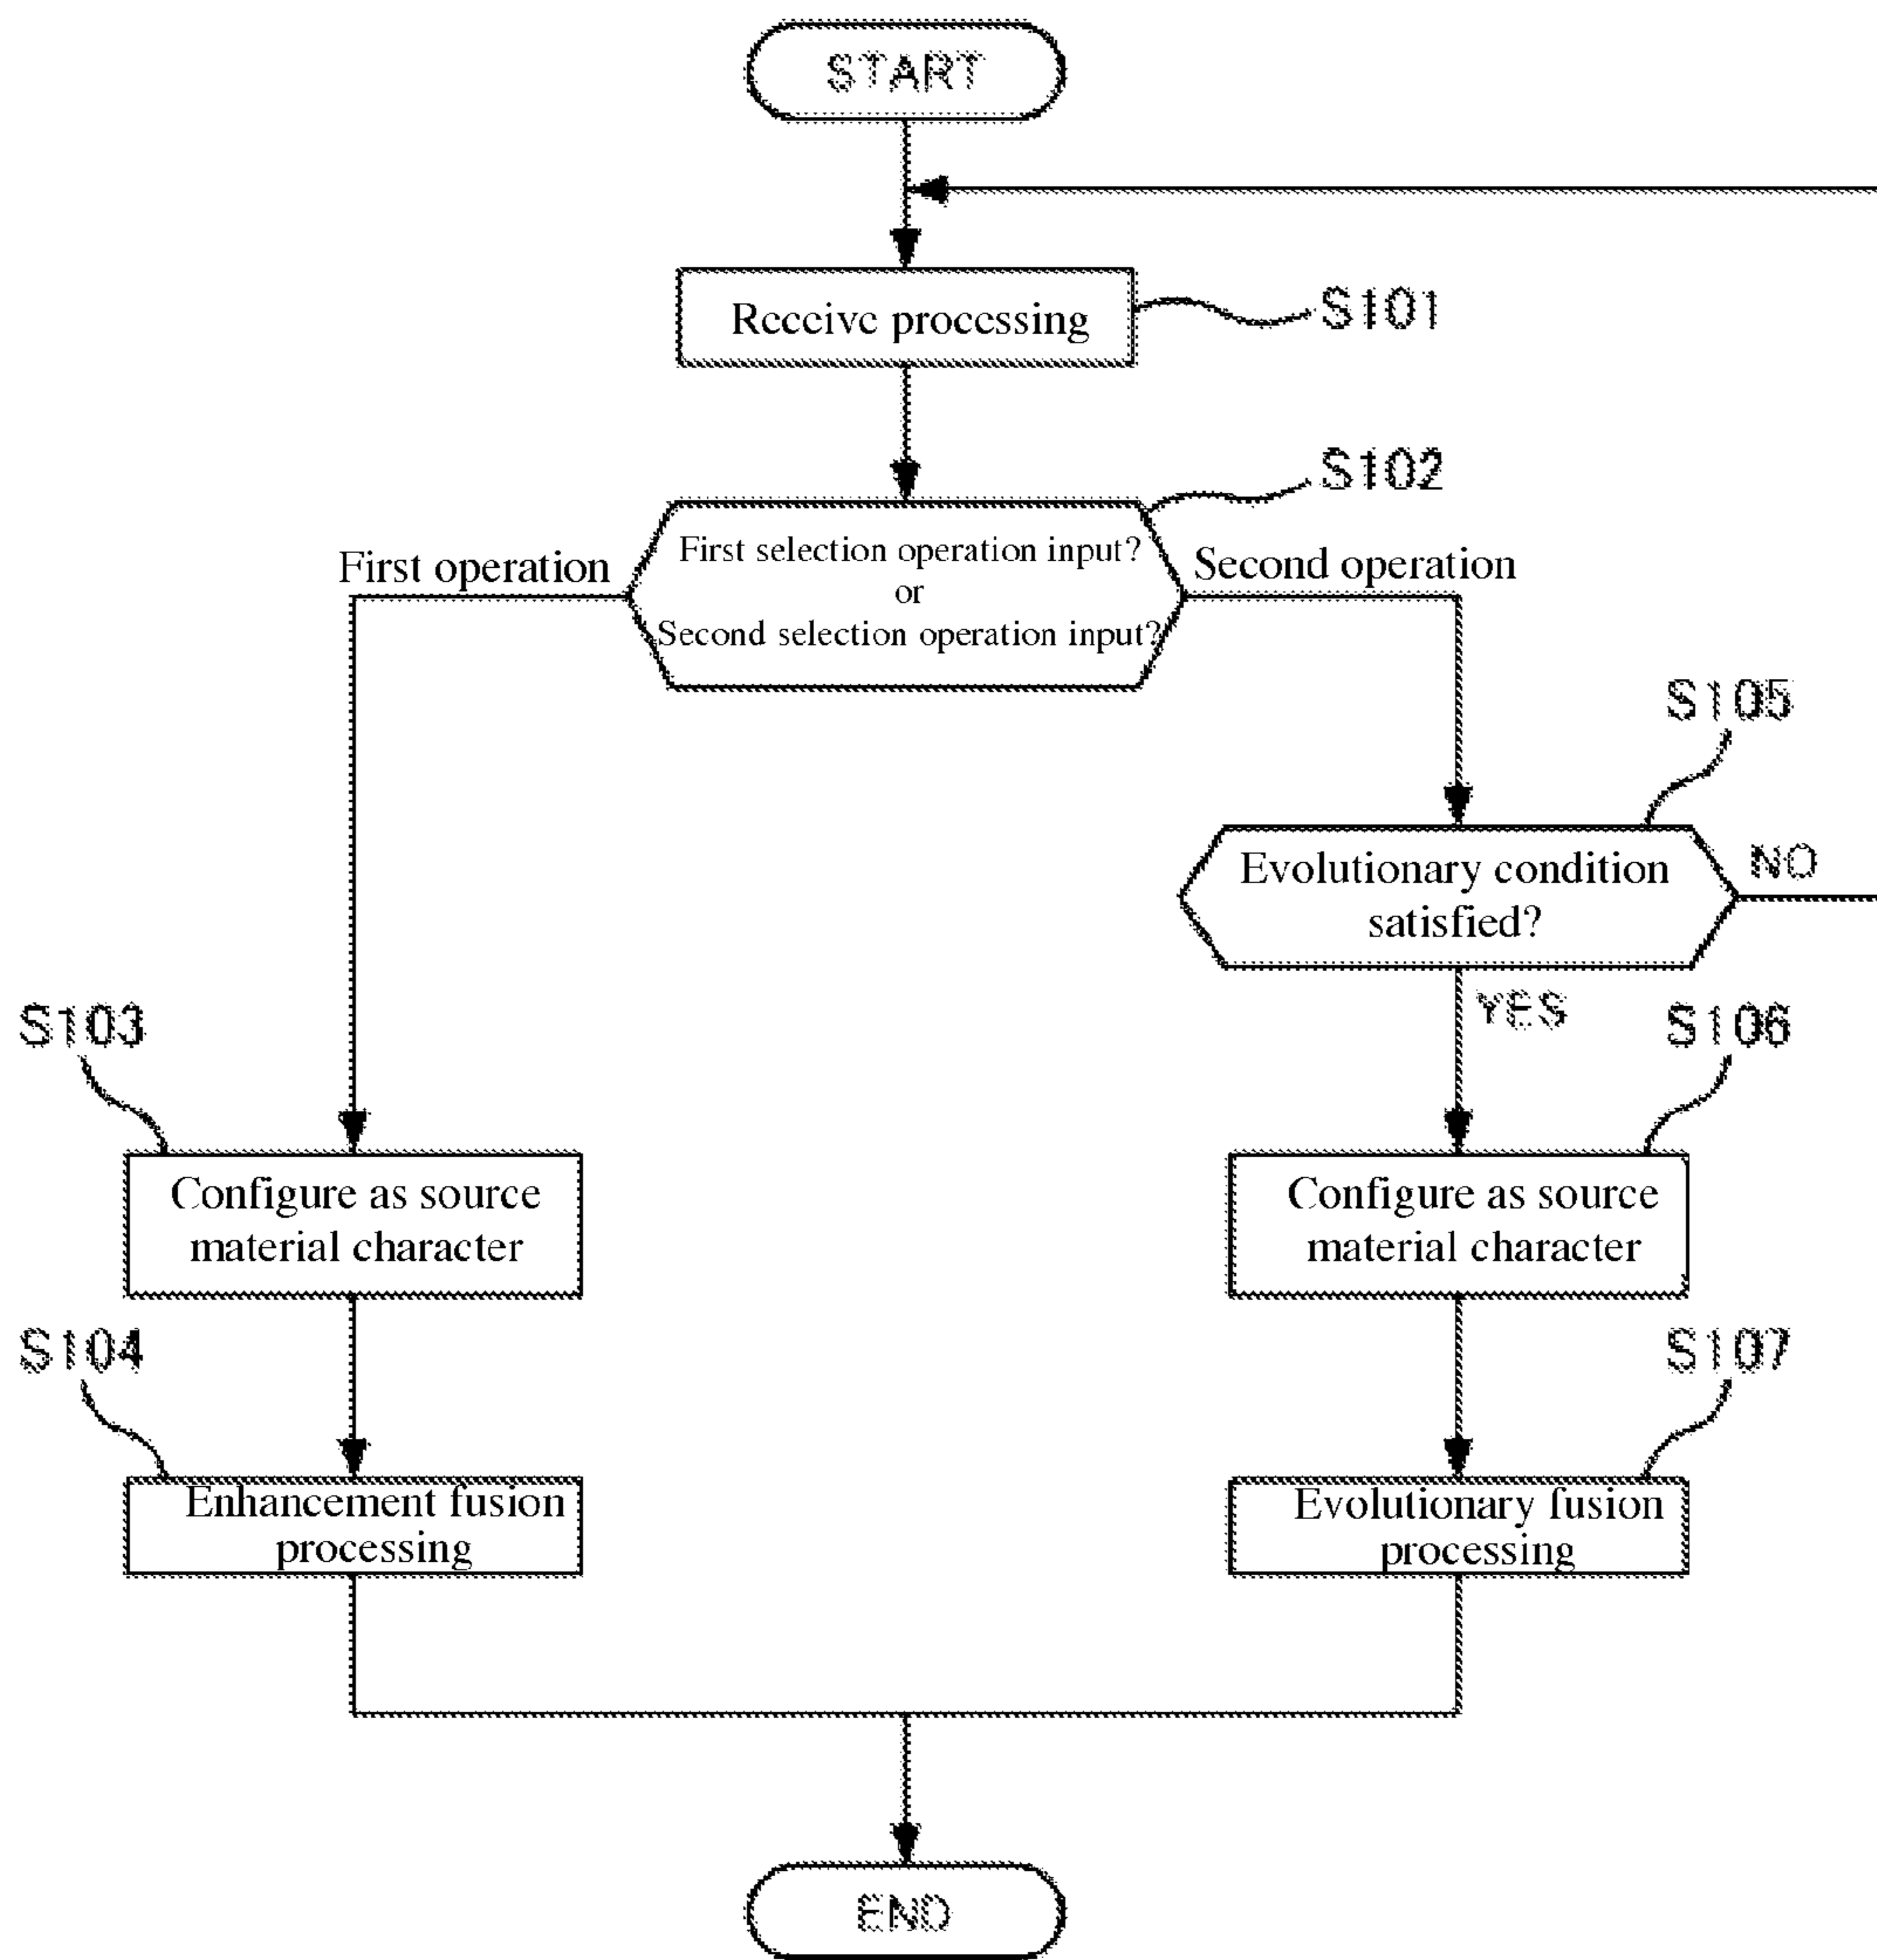 START
Receive processing
S101
S102
First operation
First selection operation input?
or
Second selection operation input?
Second operation
S105
Evolutionary condition
satisfied?
NO
YES
S103
S106
Configure as source
material character
Configure as source
material character
S104
S107
Enhancement fusion
processing
Evolutionary fusion
processing
END